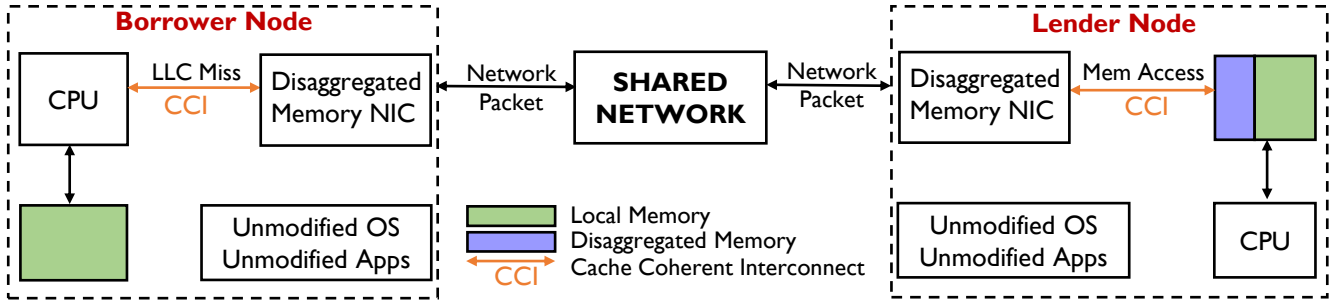 Borrower Node
CPU
LLC Miss
CCI
Disaggregated
Memory NIC
Network
Packet
SHARED
NETWORK
Network
Packet
Lender Node
Disaggregated
Memory NIC
Mem Access
CCI
Unmodified OS
Unmodified Apps
Local Memory
Disaggregated Memory
CCI
Cache Coherent Interconnect
Unmodified OS
Unmodified Apps
CPU